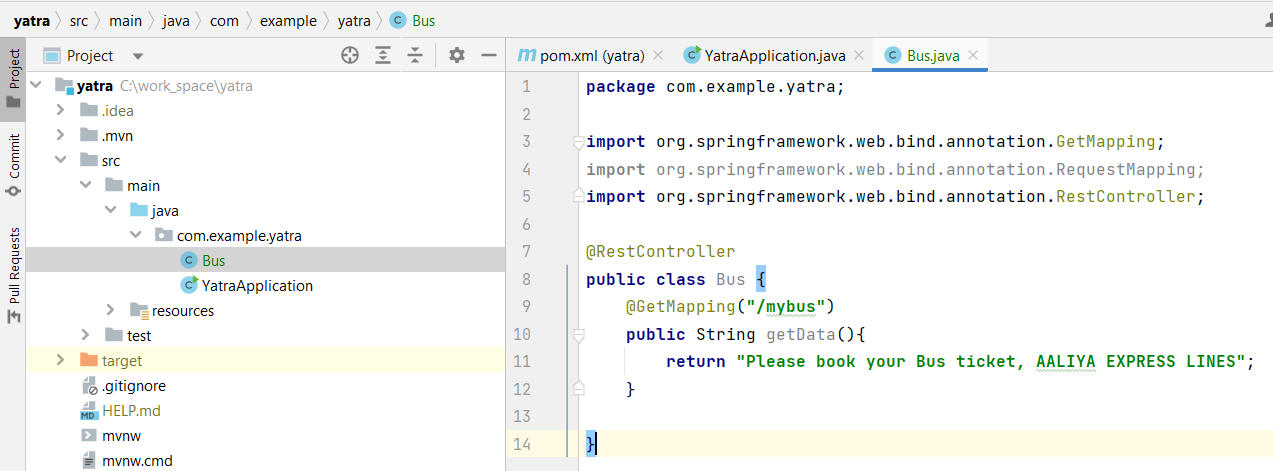 yatra src main java com example yatra C Bus
Project
Commit
Pull Requests
Project
yatra C:\work_space\yatra
.idea
.mvn
src
main
java
com.example.yatra
C Bus
C YatraApplication
resources
test
target
.gitignore
MD HELP.md
mvnw
mvnw.cmd
m pom.xml (yatra) C YatraApplication.java C Bus.java
1 package com.example.yatra;
2
3 import org.springframework.web.bind.annotation.GetMapping;
4 import org.springframework.web.bind.annotation.RequestMapping;
5 import org.springframework.web.bind.annotation.RestController;
6
7 @RestController
8 public class Bus {
9 @GetMapping("/mybus")
10 public String getData(){
11 return "Please book your Bus ticket, AALIYA EXPRESS LINES";
12 }
13
14 }